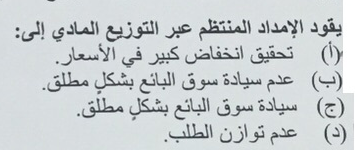 يقود الإمداد المنتظم عبر التوزيع المادي إلى:
(أ) تحقيق انخفاض كبير في الأسعار.
(ب) عدم سيادة سوق البائع بشكلٍ مطلق.
(ج) سيادة سوق البائع بشكلٍ مطلق.
(د) عدم توازن الطلب.